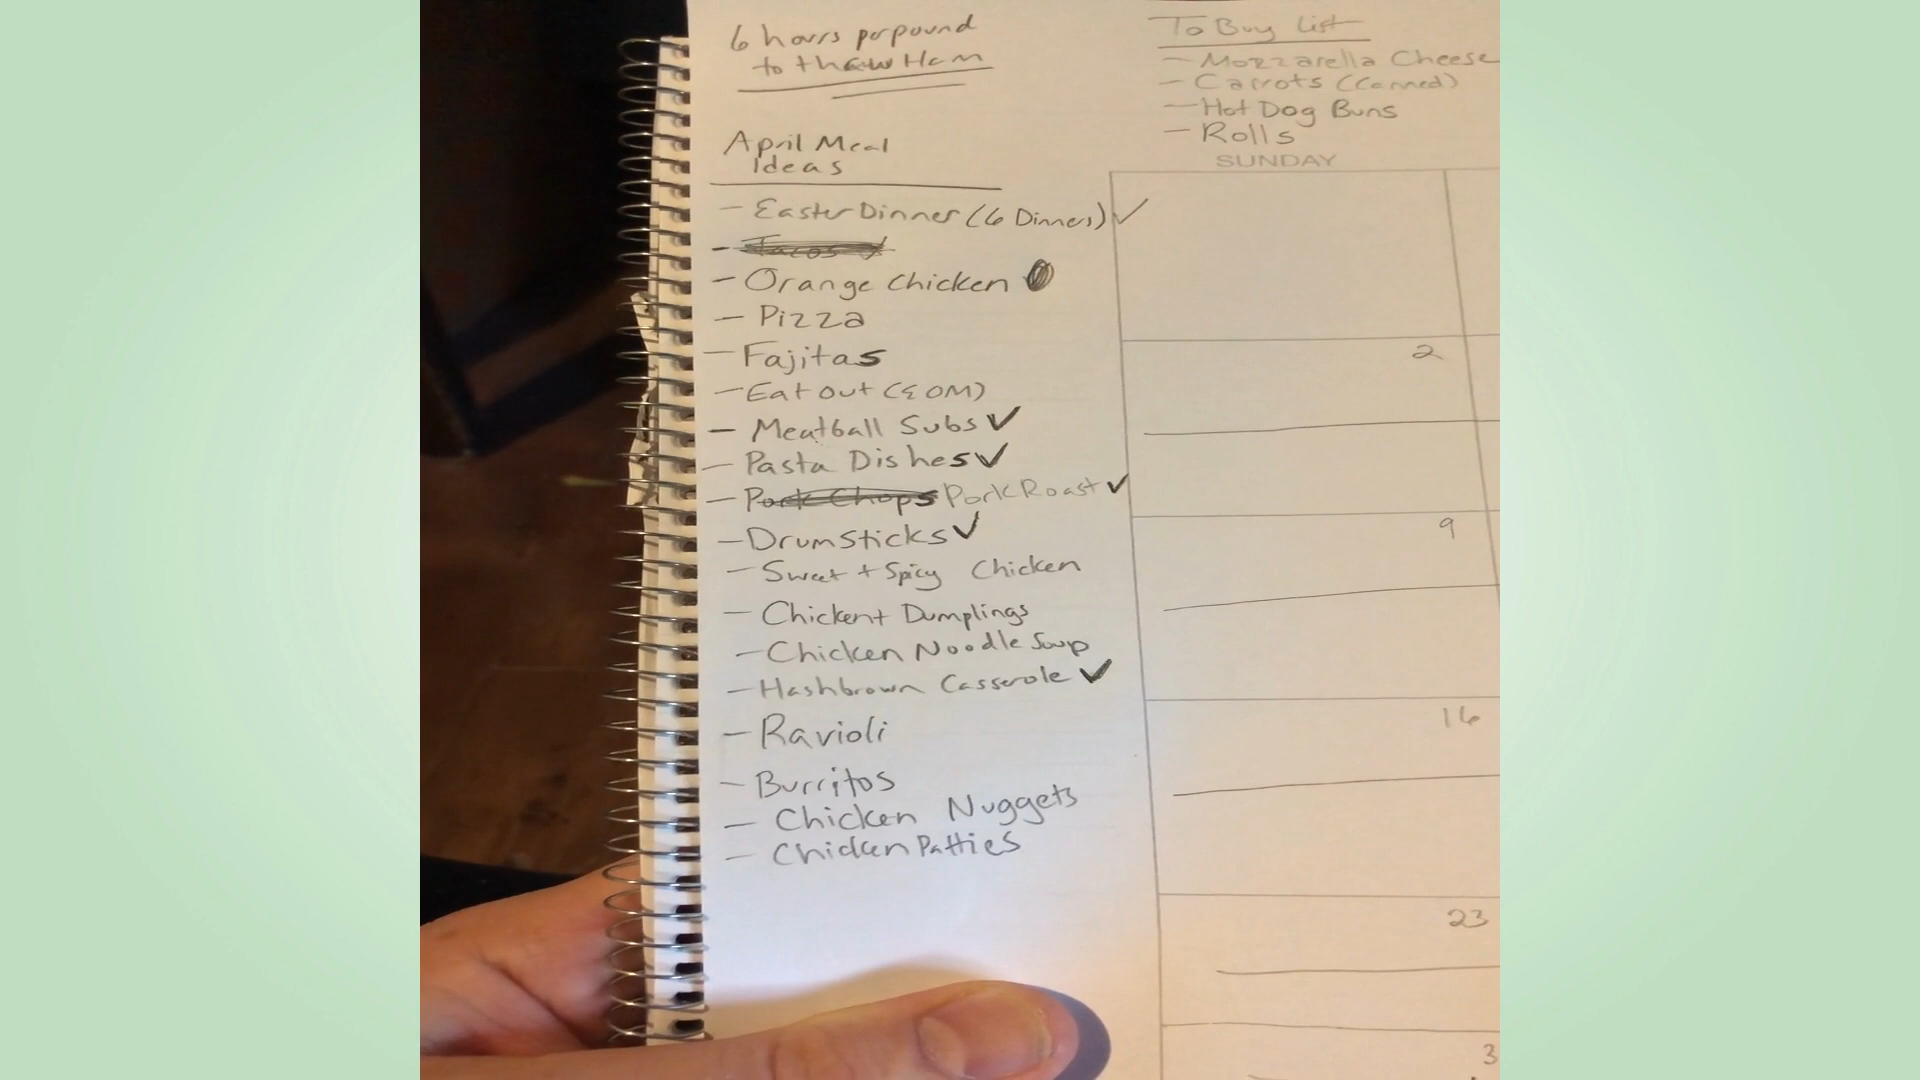 6 hours per pound
to thaw Ham
To Buy List
- Mozzarella Cheese
- Carrots (Canned)
- Hot Dog Buns
- Rolls
SUNDAY
April Meal
Ideas
- Easter Dinner (6 Dinners) ✓
- Tacos ✓
- Orange Chicken
- Pizza
- Fajitas
- Eat Out (EOM)
- Meatball Subs ✓
- Pasta Dishes ✓
- Pork Chops Pork Roast ✓
- Drumsticks ✓
- Sweet + Spicy Chicken
- Chicken + Dumplings
- Chicken Noodle Soup
- Hashbrown Casserole ✓
- Ravioli
- Burritos
- Chicken Nuggets
- Chicken Patties
2
9
16
23
3